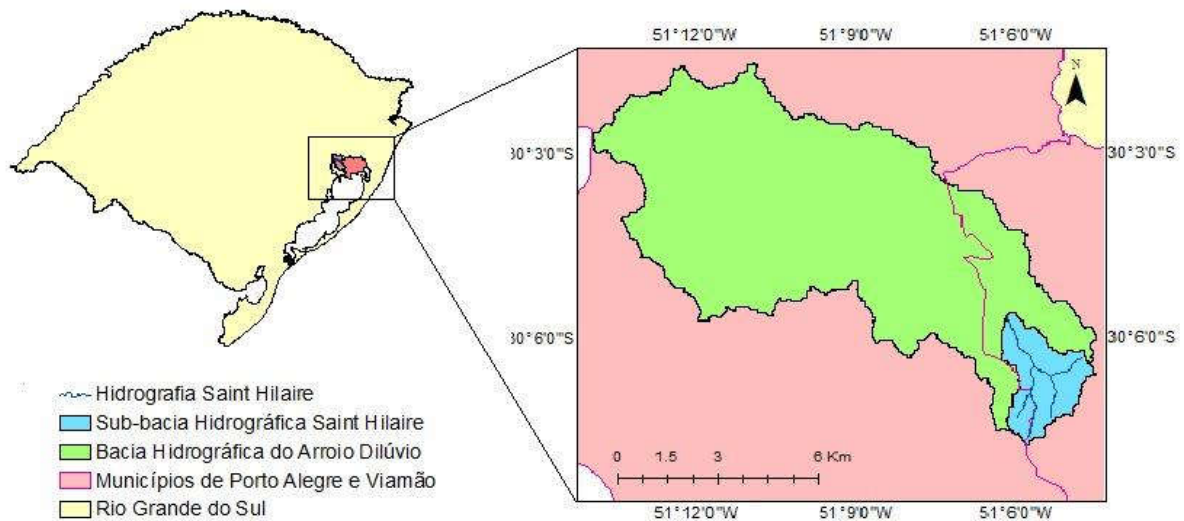 51°12'0"W 51°9'0"W 51°6'0"W
N
30°3'0"S 30°3'0"S
30°6'0"S 30°6'0"S
Hidrografia Saint Hilaire
Sub-bacia Hidrográfica Saint Hilaire
Bacia Hidrográfica do Arroio Dilúvio
Municípios de Porto Alegre e Viamão
Rio Grande do Sul
0 1.5 3 6 Km
51°12'0"W 51°9'0"W 51°6'0"W